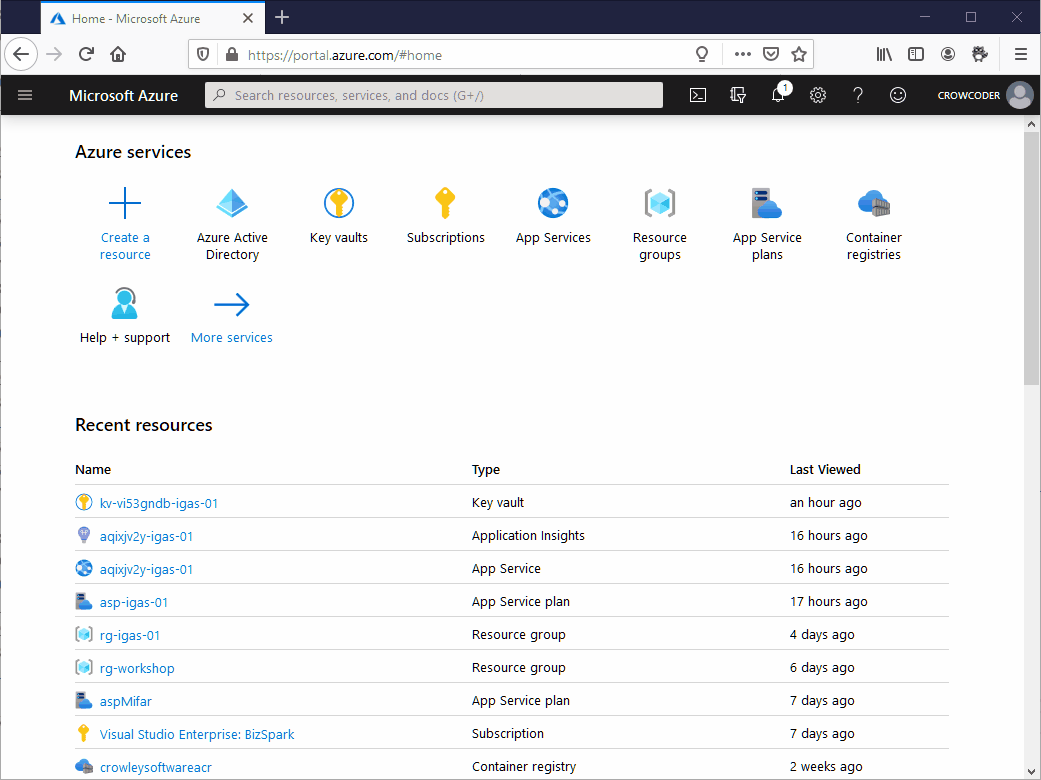 Home - Microsoft Azure
https://portal.azure.com/#home
Microsoft Azure
Search resources, services, and docs (G+/)
1
CROWCODER
Azure services
Create a resource
Azure Active Directory
Key vaults
Subscriptions
App Services
Resource groups
App Service plans
Container registries
Help + support
More services
Recent resources
Name Type Last Viewed
kv-vi53gndb-igas-01 Key vault an hour ago
aqixjv2y-igas-01 Application Insights 16 hours ago
aqixjv2y-igas-01 App Service 16 hours ago
asp-igas-01 App Service plan 17 hours ago
rg-igas-01 Resource group 4 days ago
rg-workshop Resource group 6 days ago
aspMifar App Service plan 7 days ago
Visual Studio Enterprise: BizSpark Subscription 7 days ago
crowleysoftwareacr Container registry 2 weeks ago